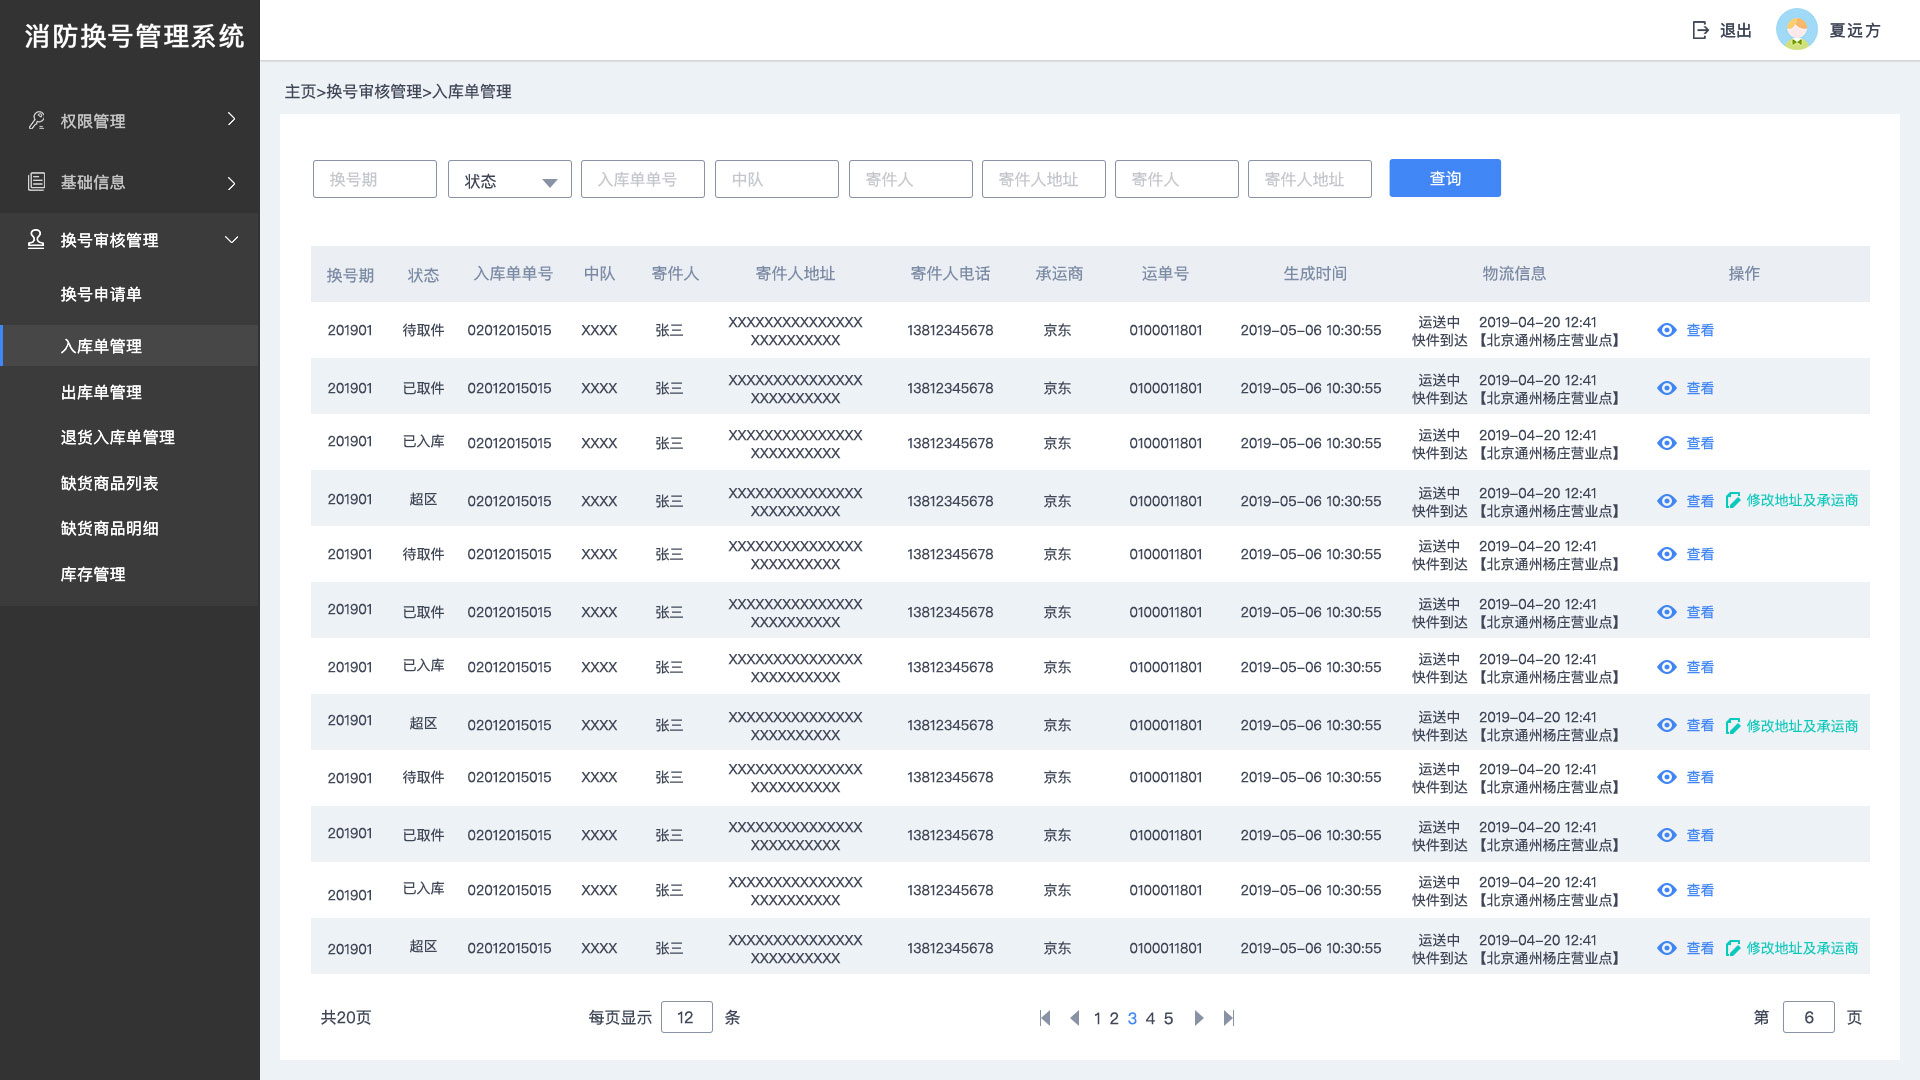 消防换号管理系统
退出 夏远方
主页>换号审核管理>入库单管理
权限管理
基础信息
换号审核管理
换号申请单
入库单管理
出库单管理
退货入库单管理
缺货商品列表
缺货商品明细
库存管理
换号期 状态 入库单单号 中队 寄件人 寄件人地址 寄件人 寄件人地址 查询
换号期 状态 入库单单号 中队 寄件人 寄件人地址 寄件人电话 承运商 运单号 生成时间 物流信息 操作
201901 待取件 02012015015 XXXX 张三 XXXXXXXXXXXXXXX 13812345678 京东 0100011801 2019-05-06 10:30:55 运送中 2019-04-20 12:41 查看
XXXXXXXXXX 快件到达 【北京通州杨庄营业点】
201901 已取件 02012015015 XXXX 张三 XXXXXXXXXXXXXXX 13812345678 京东 0100011801 2019-05-06 10:30:55 运送中 2019-04-20 12:41 查看
XXXXXXXXXX 快件到达 【北京通州杨庄营业点】
201901 已入库 02012015015 XXXX 张三 XXXXXXXXXXXXXXX 13812345678 京东 0100011801 2019-05-06 10:30:55 运送中 2019-04-20 12:41 查看
XXXXXXXXXX 快件到达 【北京通州杨庄营业点】
201901 超区 02012015015 XXXX 张三 XXXXXXXXXXXXXXX 13812345678 京东 0100011801 2019-05-06 10:30:55 运送中 2019-04-20 12:41 查看 修改地址及承运商
XXXXXXXXXX 快件到达 【北京通州杨庄营业点】
201901 待取件 02012015015 XXXX 张三 XXXXXXXXXXXXXXX 13812345678 京东 0100011801 2019-05-06 10:30:55 运送中 2019-04-20 12:41 查看
XXXXXXXXXX 快件到达 【北京通州杨庄营业点】
201901 已取件 02012015015 XXXX 张三 XXXXXXXXXXXXXXX 13812345678 京东 0100011801 2019-05-06 10:30:55 运送中 2019-04-20 12:41 查看
XXXXXXXXXX 快件到达 【北京通州杨庄营业点】
201901 已入库 02012015015 XXXX 张三 XXXXXXXXXXXXXXX 13812345678 京东 0100011801 2019-05-06 10:30:55 运送中 2019-04-20 12:41 查看
XXXXXXXXXX 快件到达 【北京通州杨庄营业点】
201901 超区 02012015015 XXXX 张三 XXXXXXXXXXXXXXX 13812345678 京东 0100011801 2019-05-06 10:30:55 运送中 2019-04-20 12:41 查看 修改地址及承运商
XXXXXXXXXX 快件到达 【北京通州杨庄营业点】
201901 待取件 02012015015 XXXX 张三 XXXXXXXXXXXXXXX 13812345678 京东 0100011801 2019-05-06 10:30:55 运送中 2019-04-20 12:41 查看
XXXXXXXXXX 快件到达 【北京通州杨庄营业点】
201901 已取件 02012015015 XXXX 张三 XXXXXXXXXXXXXXX 13812345678 京东 0100011801 2019-05-06 10:30:55 运送中 2019-04-20 12:41 查看
XXXXXXXXXX 快件到达 【北京通州杨庄营业点】
201901 已入库 02012015015 XXXX 张三 XXXXXXXXXXXXXXX 13812345678 京东 0100011801 2019-05-06 10:30:55 运送中 2019-04-20 12:41 查看
XXXXXXXXXX 快件到达 【北京通州杨庄营业点】
201901 超区 02012015015 XXXX 张三 XXXXXXXXXXXXXXX 13812345678 京东 0100011801 2019-05-06 10:30:55 运送中 2019-04-20 12:41 查看 修改地址及承运商
XXXXXXXXXX 快件到达 【北京通州杨庄营业点】
共20页 每页显示 12 条 1 2 3 4 5 第 6 页